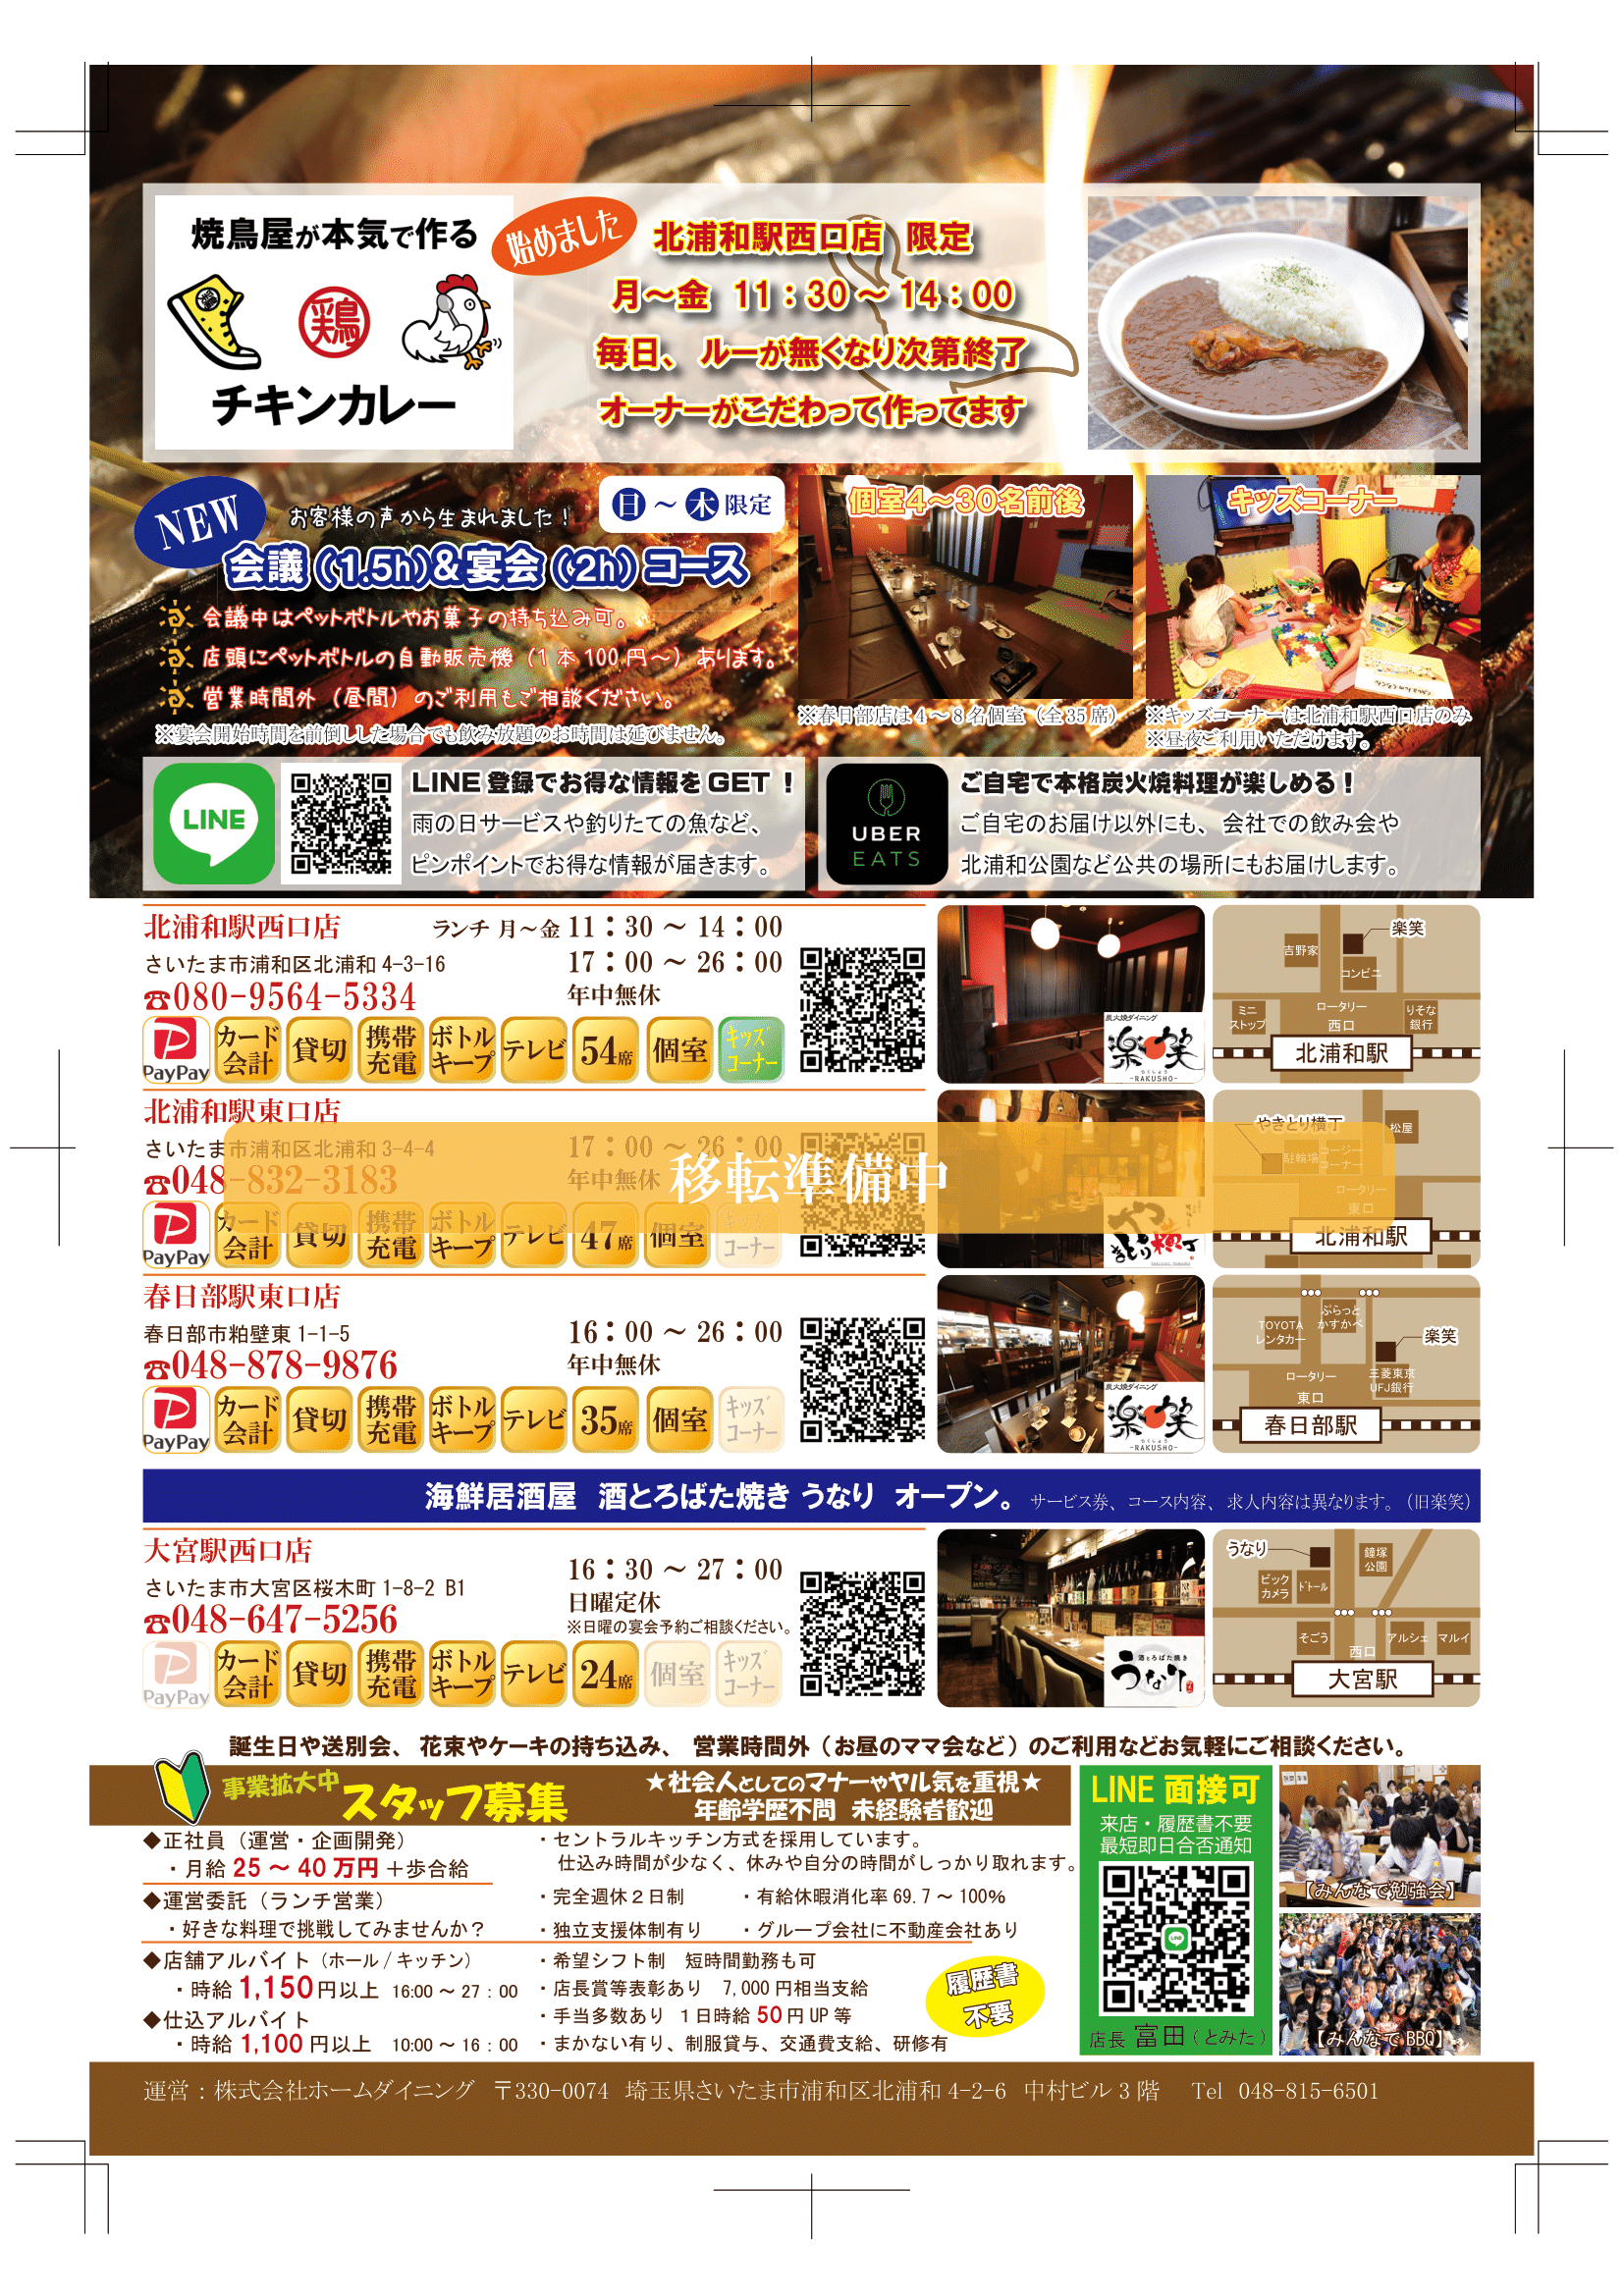 焼鳥屋が本気で作る
鶏
チキンカレー
始めました
北浦和駅西口店 限定
月～金 11：30～14：00
毎日、ルーが無くなり次第終了
オーナーがこだわって作ってます
NEW
お客様の声から生まれました！
日～木限定
会議（1.5h）＆宴会（2h）コース
会議中はペットボトルやお菓子の持ち込み可。
店頭にペットボトルの自動販売機（1本100円～）あります。
営業時間外（昼間）のご利用もご相談ください。
※宴会開始時間を前倒しした場合でも飲み放題のお時間は延びません。
個室4～30名前後
※春日部店は4～8名個室（全35席）
キッズコーナー
※キッズコーナーは北浦和駅西口店のみ
※昼夜ご利用いただけます。
LINE
LINE登録でお得な情報をGET！
雨の日サービスや釣りたての魚など、
ピンポイントでお得な情報が届きます。
UBER
EATS
ご自宅で本格炭火焼料理が楽しめる！
ご自宅のお届け以外にも、会社での飲み会や
北浦和公園など公共の場所にもお届けします。
北浦和駅西口店
ランチ 月～金 11：30～14：00
さいたま市浦和区北浦和4-3-16
17：00～26：00
☎080-9564-5334
年中無休
PayPay
カード会計
貸切
携帯充電
ボトルキープ
テレビ
54席
個室
キッズコーナー
炭火焼ダイニング
楽笑
らくしょう
-RAKUSHO-
楽笑
吉野家
コンビニ
ミニストップ
ロータリー
西口
りそな銀行
北浦和駅
北浦和駅東口店
さいたま市浦和区北浦和3-4-4
17：00～26：00
☎048-832-3183
年中無休
移転準備中
PayPay
カード会計
貸切
携帯充電
ボトルキープ
テレビ
47席
個室
キッズコーナー
やきとり横丁
やきとり横丁
松屋
駐輪場
コージーコーナー
ロータリー
東口
北浦和駅
春日部駅東口店
春日部市粕壁東1-1-5
16：00～26：00
☎048-878-9876
年中無休
PayPay
カード会計
貸切
携帯充電
ボトルキープ
テレビ
35席
個室
キッズコーナー
炭火焼ダイニング
楽笑
らくしょう
-RAKUSHO-
ぷらっとかすかべ
TOYOTAレンタカー
楽笑
ロータリー
東口
三菱東京UFJ銀行
春日部駅
海鮮居酒屋 酒とろばた焼き うなり オープン。 サービス券、コース内容、求人内容は異なります。（旧楽笑）
大宮駅西口店
さいたま市大宮区桜木町1-8-2 B1
16：30～27：00
☎048-647-5256
日曜定休
※日曜の宴会予約ご相談ください。
PayPay
カード会計
貸切
携帯充電
ボトルキープ
テレビ
24席
個室
キッズコーナー
酒とろばた焼き
うなり
うなり
鐘塚公園
ビックカメラ
ドトール
そごう
西口
アルシェ
マルイ
大宮駅
誕生日や送別会、花束やケーキの持ち込み、営業時間外（お昼のママ会など）のご利用などお気軽にご相談ください。
事業拡大中 スタッフ募集
★社会人としてのマナーやヤル気を重視★
年齢学歴不問 未経験者歓迎
◆正社員（運営・企画開発）
・月給25～40万円＋歩合給
◆運営委託（ランチ営業）
・好きな料理で挑戦してみませんか？
◆店舗アルバイト（ホール/キッチン）
・時給1,150円以上 16:00～27：00
◆仕込アルバイト
・時給1,100円以上 10:00～16：00
・セントラルキッチン方式を採用しています。
仕込み時間が少なく、休みや自分の時間がしっかり取れます。
・完全週休2日制 ・有給休暇消化率69.7～100％
・独立支援体制有り ・グループ会社に不動産会社あり
・希望シフト制 短時間勤務も可
・店長賞等表彰あり 7,000円相当支給
・手当多数あり 1日時給50円UP等
・まかない有り、制服貸与、交通費支給、研修有
履歴書
不要
LINE面接可
来店・履歴書不要
最短即日合否通知
LINE
店長 富田（とみた）
【みんなで勉強会】
【みんなでBBQ】
運営：株式会社ホームダイニング 〒330-0074 埼玉県さいたま市浦和区北浦和4-2-6 中村ビル3階 Tel 048-815-6501